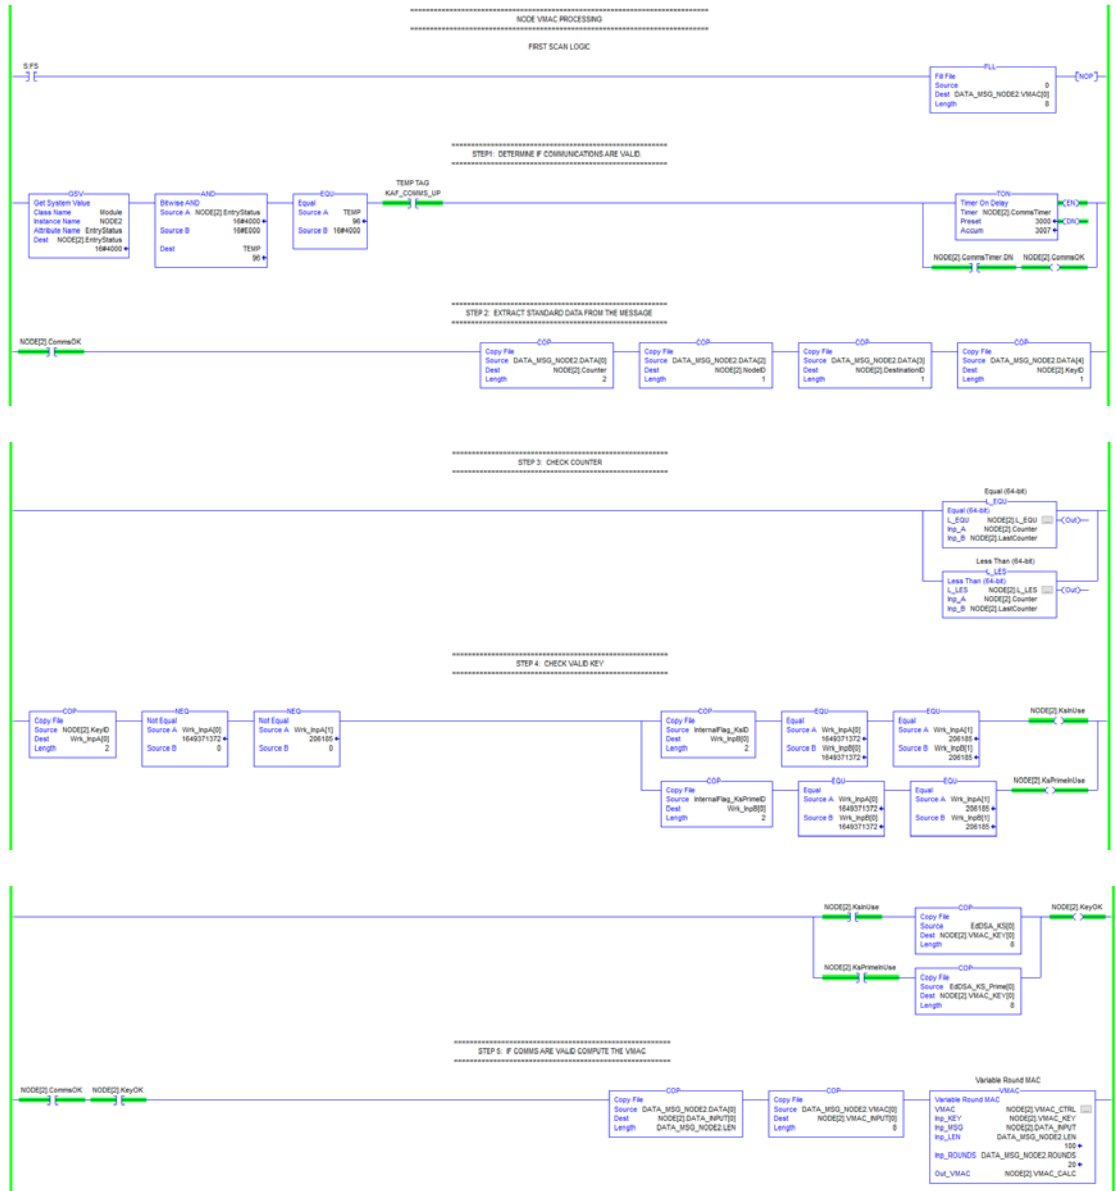 ==================================================
NODE VMAC PROCESSING
==================================================
FIRST SCAN LOGIC
S:FS
FLL
Fill File
Source 0
Dest DATA_MSG_NODE2.VMAC[0]
Length 8
NOP
==================================================
STEP1: DETERMINE IF COMMUNICATIONS ARE VALID.
==================================================
GSV
Get System Value
Class Name Module
Instance Name NODE2
Attribute Name EntryStatus
Dest NODE[2].EntryStatus
16#4000
AND
Bitwise AND
Source A NODE[2].EntryStatus
16#4000
Source B 16#E000
Dest TEMP
96
EQU
Equal
Source A TEMP
96
Source B 16#4000
TEMP TAG
KAF_COMMS_UP
TON
Timer On Delay
Timer NODE[2].CommsTimer
Preset 3000
Accum 3007
EN
DN
NODE[2].CommsTimer.DN
NODE[2].CommsOK
==================================================
STEP 2: EXTRACT STANDARD DATA FROM THE MESSAGE
==================================================
NODE[2].CommsOK
COP
Copy File
Source DATA_MSG_NODE2.DATA[0]
Dest NODE[2].Counter
Length 2
COP
Copy File
Source DATA_MSG_NODE2.DATA[2]
Dest NODE[2].NodeID
Length 1
COP
Copy File
Source DATA_MSG_NODE2.DATA[3]
Dest NODE[2].DestinationID
Length 1
COP
Copy File
Source DATA_MSG_NODE2.DATA[4]
Dest NODE[2].KeyID
Length 1
==================================================
STEP 3: CHECK COUNTER
==================================================
Equal (64-bit)
L_EQU
Equal (64-bit)
L_EQU NODE[2].L_EQU ...
Inp_A NODE[2].Counter
Inp_B NODE[2].LastCounter
Out
Less Than (64-bit)
L_LES
Less Than (64-bit)
L_LES NODE[2].L_LES ...
Inp_A NODE[2].Counter
Inp_B NODE[2].LastCounter
Out
==================================================
STEP 4: CHECK VALID KEY
==================================================
COP
Copy File
Source NODE[2].KeyID
Dest Wrk_InpA[0]
Length 2
NEQ
Not Equal
Source A Wrk_InpA[0]
1649371372
Source B 0
NEQ
Not Equal
Source A Wrk_InpA[1]
206185
Source B 0
COP
Copy File
Source InternalFlag_KsID
Dest Wrk_InpB[0]
Length 2
EQU
Equal
Source A Wrk_InpA[0]
1649371372
Source B Wrk_InpB[0]
1649371372
EQU
Equal
Source A Wrk_InpA[1]
206185
Source B Wrk_InpB[1]
206185
NODE[2].KsInUse
COP
Copy File
Source InternalFlag_KsPrimeID
Dest Wrk_InpB[0]
Length 2
EQU
Equal
Source A Wrk_InpA[0]
1649371372
Source B Wrk_InpB[0]
1649371372
EQU
Equal
Source A Wrk_InpA[1]
206185
Source B Wrk_InpB[1]
206185
NODE[2].KsPrimeInUse
NODE[2].KsInUse
COP
Copy File
Source EdDSA_KS[0]
Dest NODE[2].VMAC_KEY[0]
Length 8
NODE[2].KeyOK
NODE[2].KsPrimeInUse
COP
Copy File
Source EdDSA_KS_Prime[0]
Dest NODE[2].VMAC_KEY[0]
Length 8
==================================================
STEP 5: IF COMMS ARE VALID COMPUTE THE VMAC
==================================================
NODE[2].CommsOK
NODE[2].KeyOK
COP
Copy File
Source DATA_MSG_NODE2.DATA[0]
Dest NODE[2].DATA_INPUT[0]
Length DATA_MSG_NODE2.LEN
COP
Copy File
Source DATA_MSG_NODE2.VMAC[0]
Dest NODE[2].VMAC_INPUT[0]
Length 8
Variable Round MAC
VMAC
Variable Round MAC
VMAC NODE[2].VMAC_CTRL ...
Inp_KEY NODE[2].VMAC_KEY
Inp_MSG NODE[2].DATA_INPUT
Inp_LEN DATA_MSG_NODE2.LEN
100
Inp_ROUNDS DATA_MSG_NODE2.ROUNDS
20
Out_VMAC NODE[2].VMAC_CALC